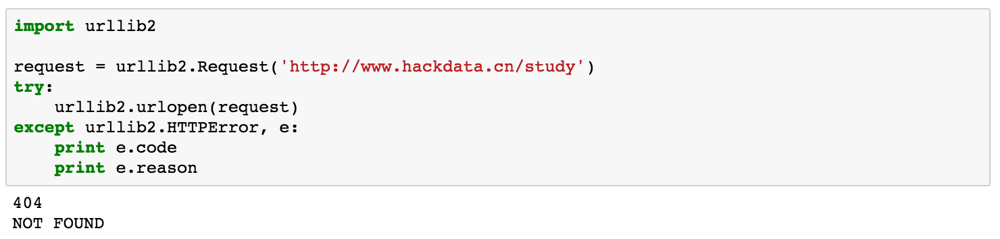 import urllib2

request = urllib2.Request('http://www.hackdata.cn/study')
try:
    urllib2.urlopen(request)
except urllib2.HTTPError, e:
    print e.code
    print e.reason
404
NOT FOUND